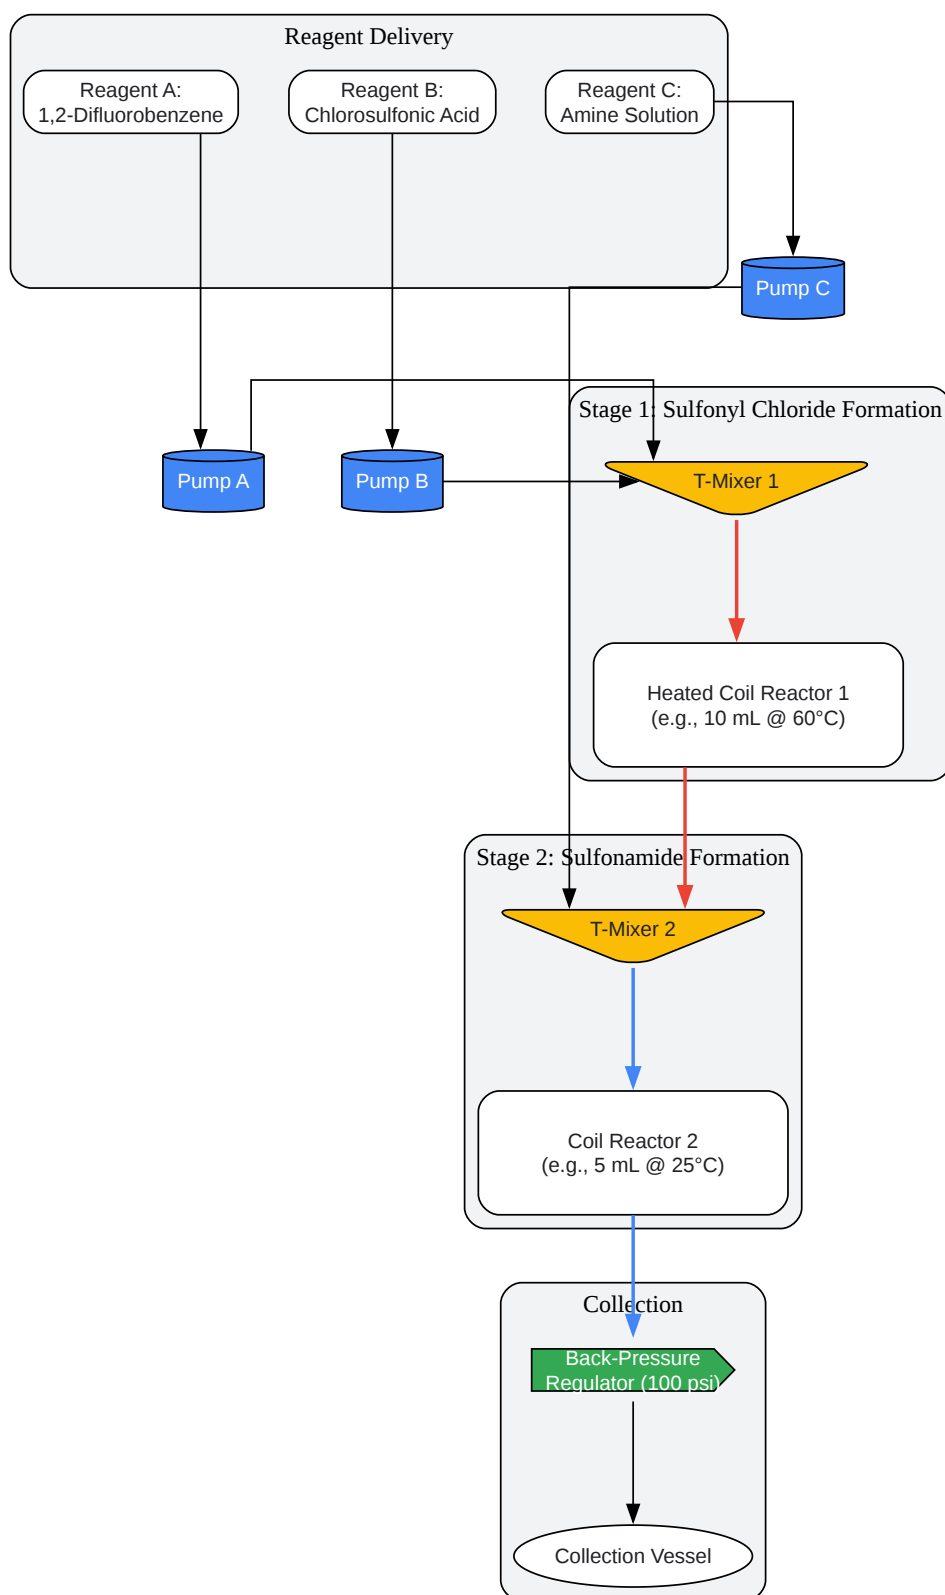 Reagent Delivery
Reagent A:
1,2-Difluorobenzene
Reagent B:
Chlorosulfonic Acid
Reagent C:
Amine Solution
Pump C
Stage 1: Sulfonyl Chloride Formation
Pump A
Pump B
T-Mixer 1
Heated Coil Reactor 1
(e.g., 10 mL @ 60°C)
Stage 2: Sulfonamide Formation
T-Mixer 2
Coil Reactor 2
(e.g., 5 mL @ 25°C)
Collection
Back-Pressure
Regulator (100 psi)
Collection Vessel